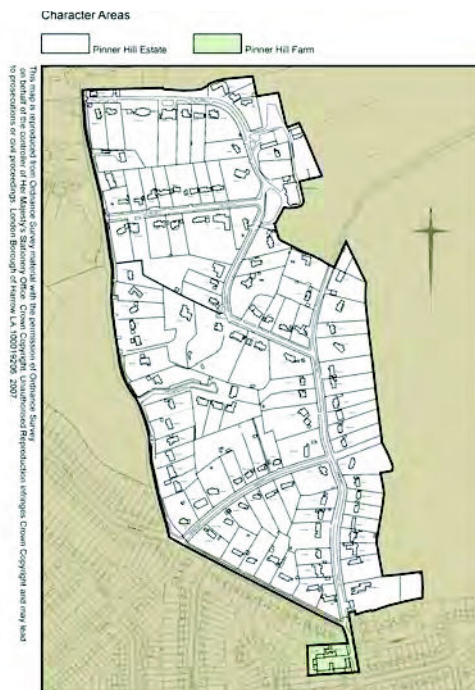 Character Areas
Pinner Hill Estate
Pinner Hill Farm
This map is reproduced from Ordnance Survey material with the permission of Ordnance Survey
on behalf of the controller of Her Majesty's Stationery Office. Crown Copyright. Unauthorised Reproduction infringes Crown Copyright and may lead
to prosecutions or civil proceedings. London Borough of Harrow LA. 100019206. 2007